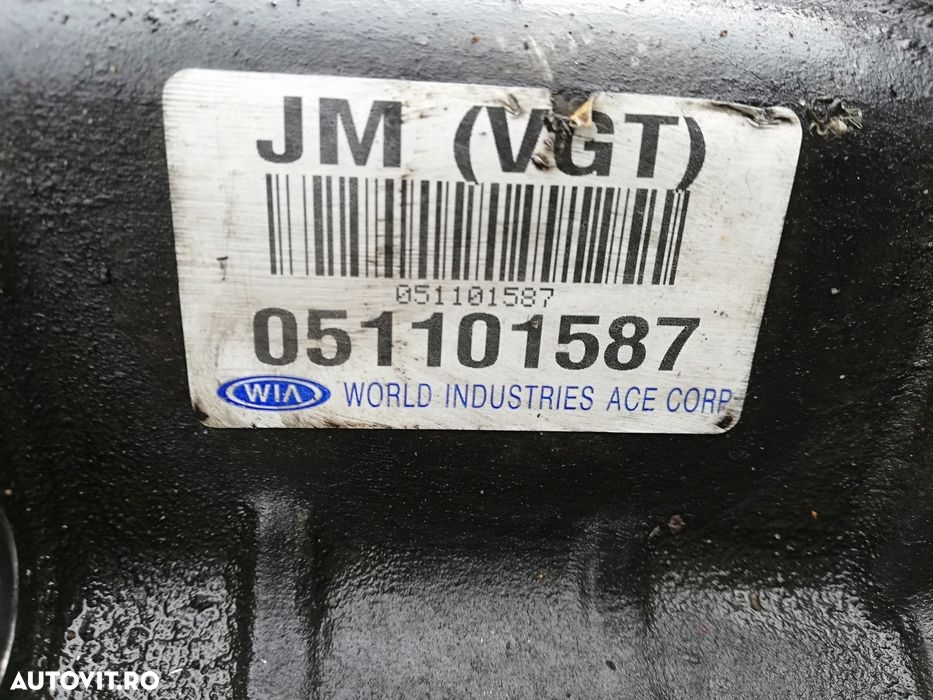 JM (VGT)
051101587
051101587
WIA WORLD INDUSTRIES ACE CORP
AUTOVIT.RO